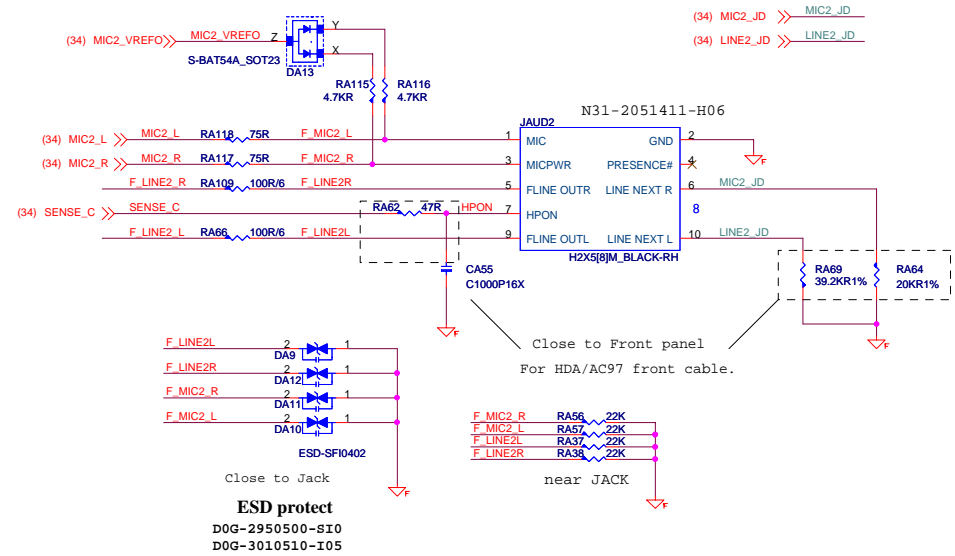 (34) MIC2_VREFO MIC2_VREFO Z Y X
S-BAT54A_SOT23
DA13
RA115 4.7KR
RA116 4.7KR
(34) MIC2_JD MIC2_JD
(34) LINE2_JD LINE2_JD
N31-2051411-H06
JAUD2
(34) MIC2_L MIC2_L RA118 75R F_MIC2_L 1 MIC GND 2 F
(34) MIC2_R MIC2_R RA117 75R F_MIC2_R 3 MICPWR PRESENCE# 4
F_LINE2_R RA109 100R/6 F_LINE2R 5 FLINE OUTR LINE NEXT R 6 MIC2_JD
(34) SENSE_C SENSE_C RA62 47R HPON 7 HPON 8
F_LINE2_L RA66 100R/6 F_LINE2L 9 FLINE OUTL LINE NEXT L 10 LINE2_JD
H2X5[8]M_BLACK-RH
CA55
C1000P16X
F
RA69
39.2KR1%
RA64
20KR1%
F
Close to Front panel
For HDA/AC97 front cable.
F_LINE2L 2 1
DA9
F_LINE2R 2 1
DA12
F_MIC2_R 2 1
DA11
F_MIC2_L 2 1
DA10
ESD-SFI0402
F
Close to Jack
ESD protect
D0G-2950500-SI0
D0G-3010510-I05
F_MIC2_R RA56 22K
F_MIC2_L RA57 22K
F_LINE2L RA37 22K
F_LINE2R RA38 22K
near JACK
F